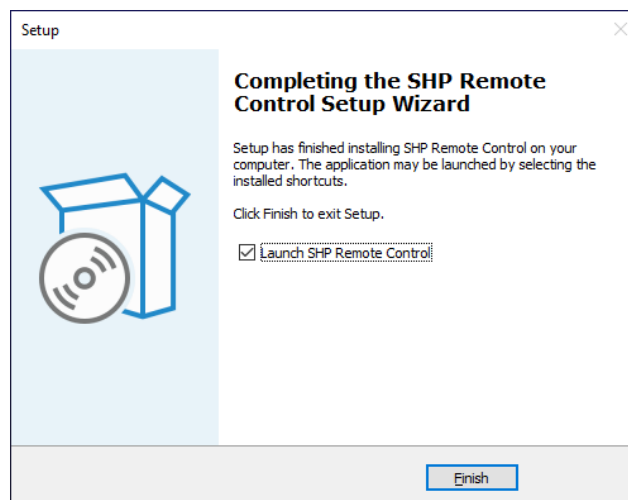 Setup
Completing the SHP Remote
Control Setup Wizard
Setup has finished installing SHP Remote Control on your
computer. The application may be launched by selecting the
installed shortcuts.
Click Finish to exit Setup.
Launch SHP Remote Control
Finish